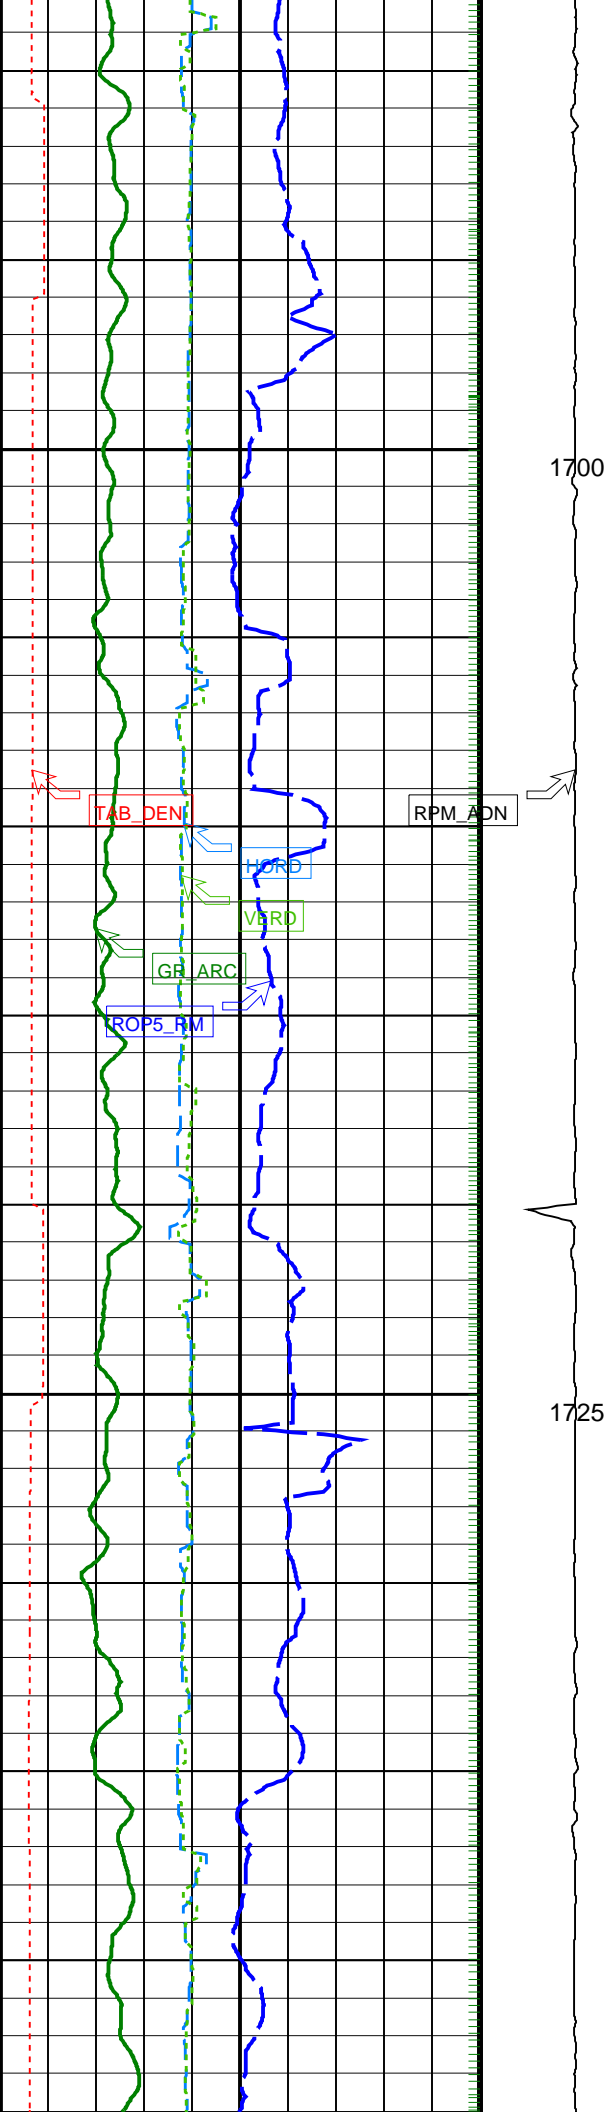 1700
TAB_DEN
RPM_ADN
HORD
VERD
GR_ARC
ROP5_RM
1725